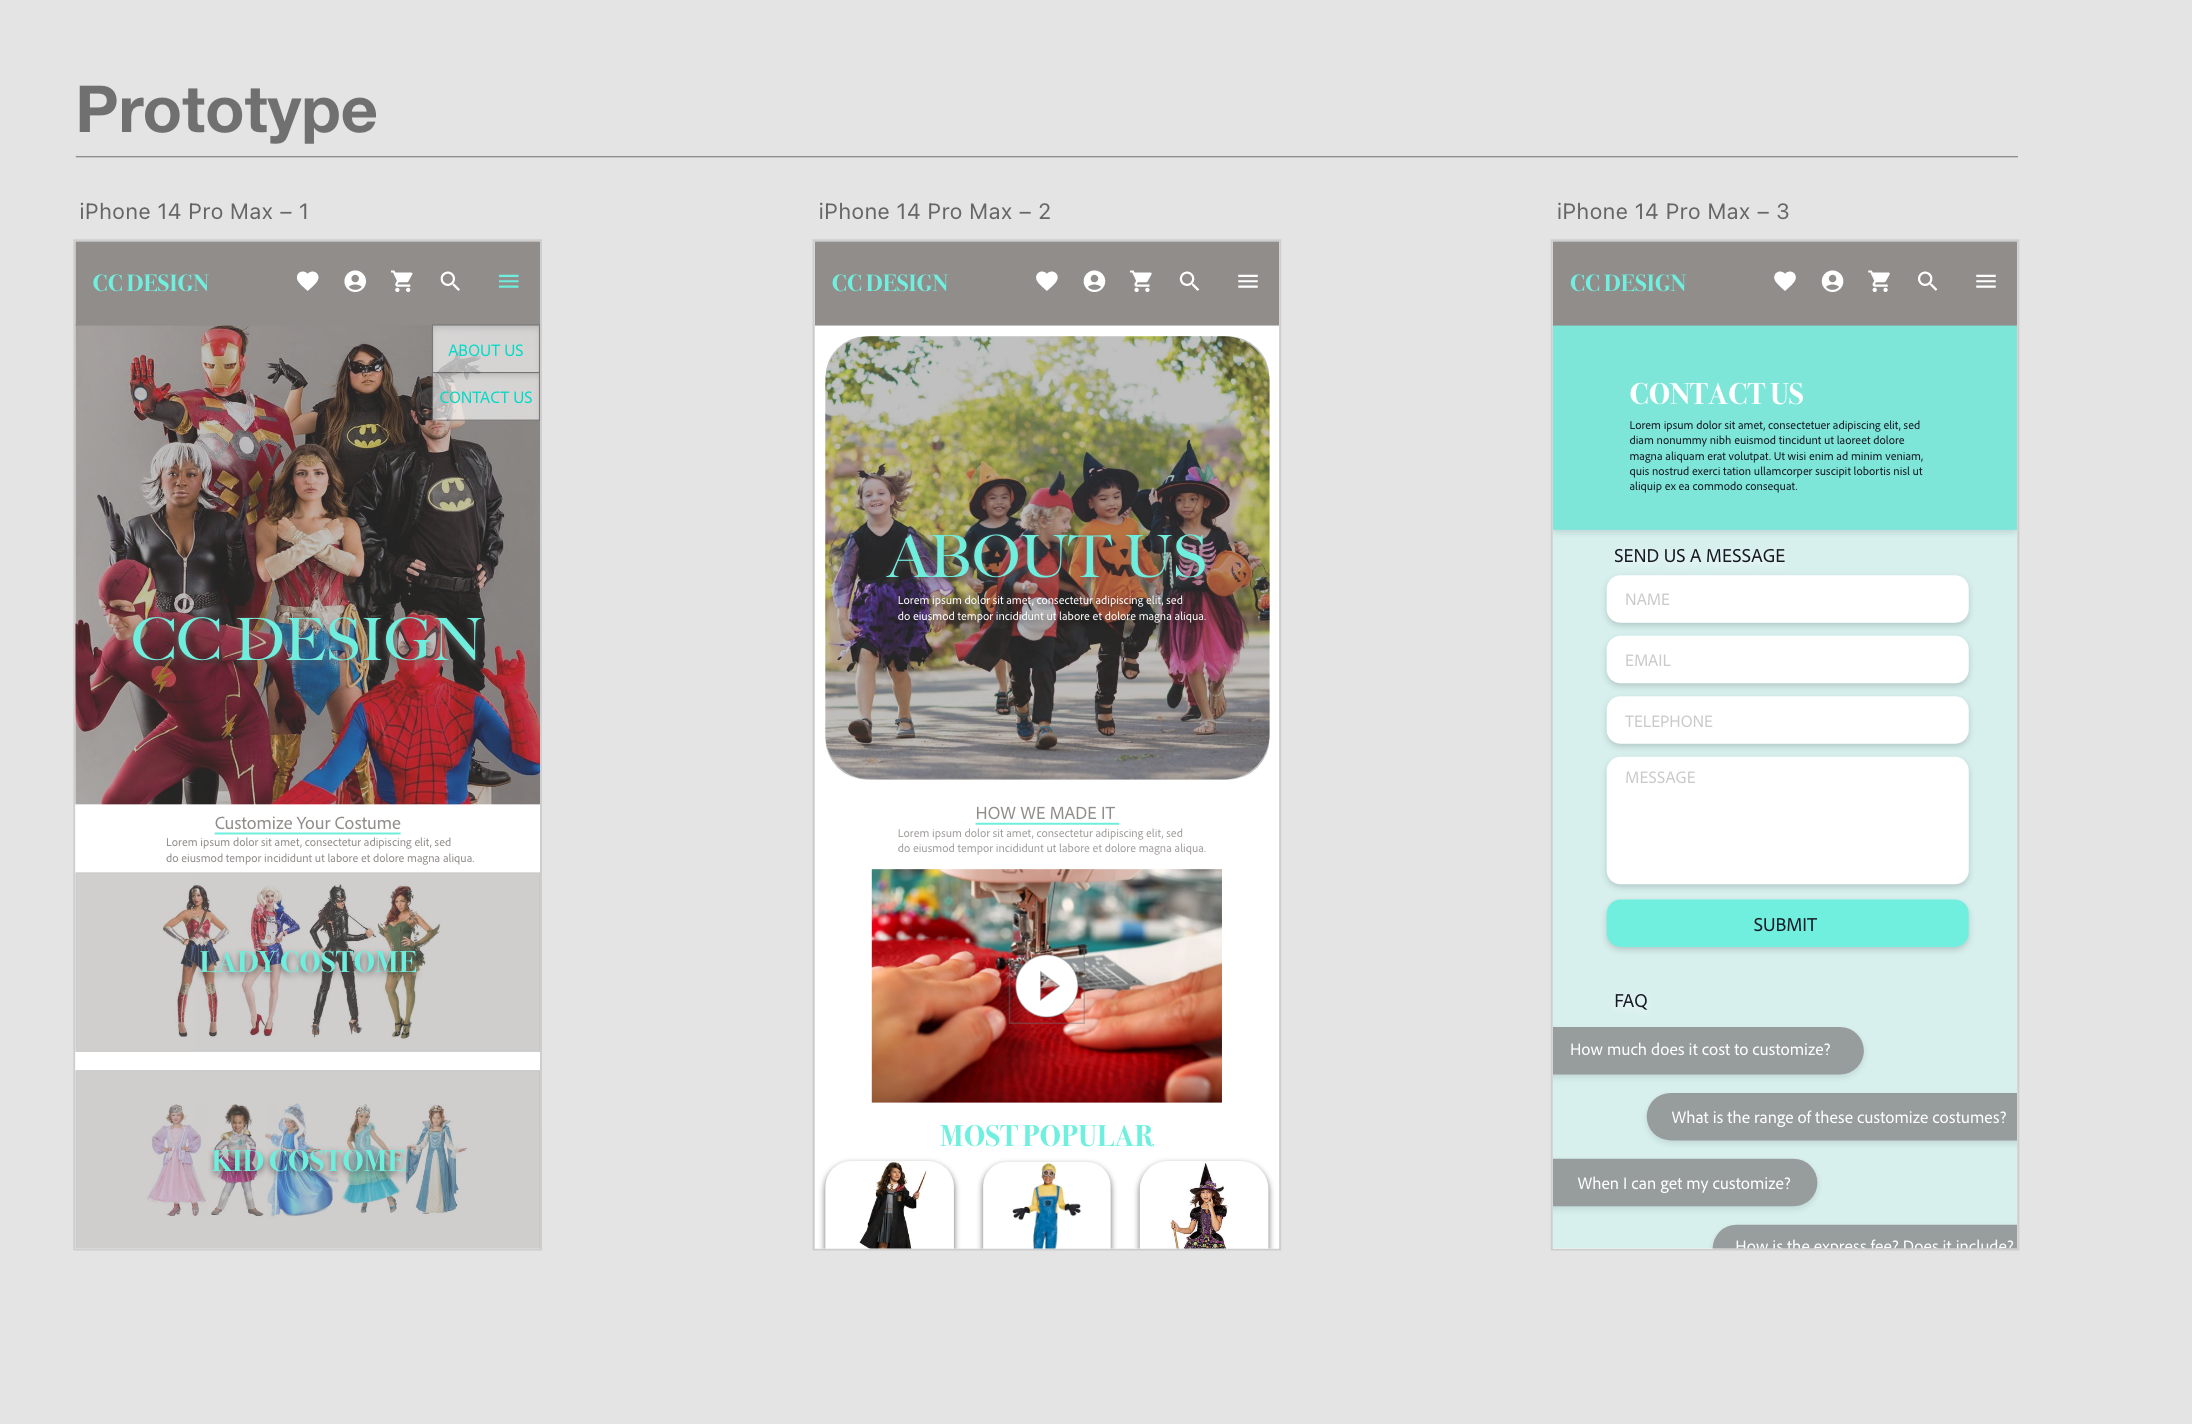 Prototype
iPhone 14 Pro Max – 1
CC DESIGN
ABOUT US
CONTACT US
CC DESIGN
Customize Your Costume
Lorem ipsum dolor sit amet, consectetur adipiscing elit, sed
do eiusmod tempor incididunt ut labore et dolore magna aliqua.
LADY COSTOME
KID COSTOME
iPhone 14 Pro Max – 2
CC DESIGN
ABOUT US
Lorem ipsum dolor sit amet, consectetur adipiscing elit, sed
do eiusmod tempor incididunt ut labore et dolore magna aliqua.
HOW WE MADE IT
Lorem ipsum dolor sit amet, consectetur adipiscing elit, sed
do eiusmod tempor incididunt ut labore et dolore magna aliqua.
MOST POPULAR
iPhone 14 Pro Max – 3
CC DESIGN
CONTACT US
Lorem ipsum dolor sit amet, consectetuer adipiscing elit, sed
diam nonummy nibh euismod tincidunt ut laoreet dolore
magna aliquam erat volutpat. Ut wisi enim ad minim veniam,
quis nostrud exerci tation ullamcorper suscipit lobortis nisl ut
aliquip ex ea commodo consequat.
SEND US A MESSAGE
NAME
EMAIL
TELEPHONE
MESSAGE
SUBMIT
FAQ
How much does it cost to customize?
What is the range of these customize costumes?
When I can get my customize?
How is the express fee? Does it include?